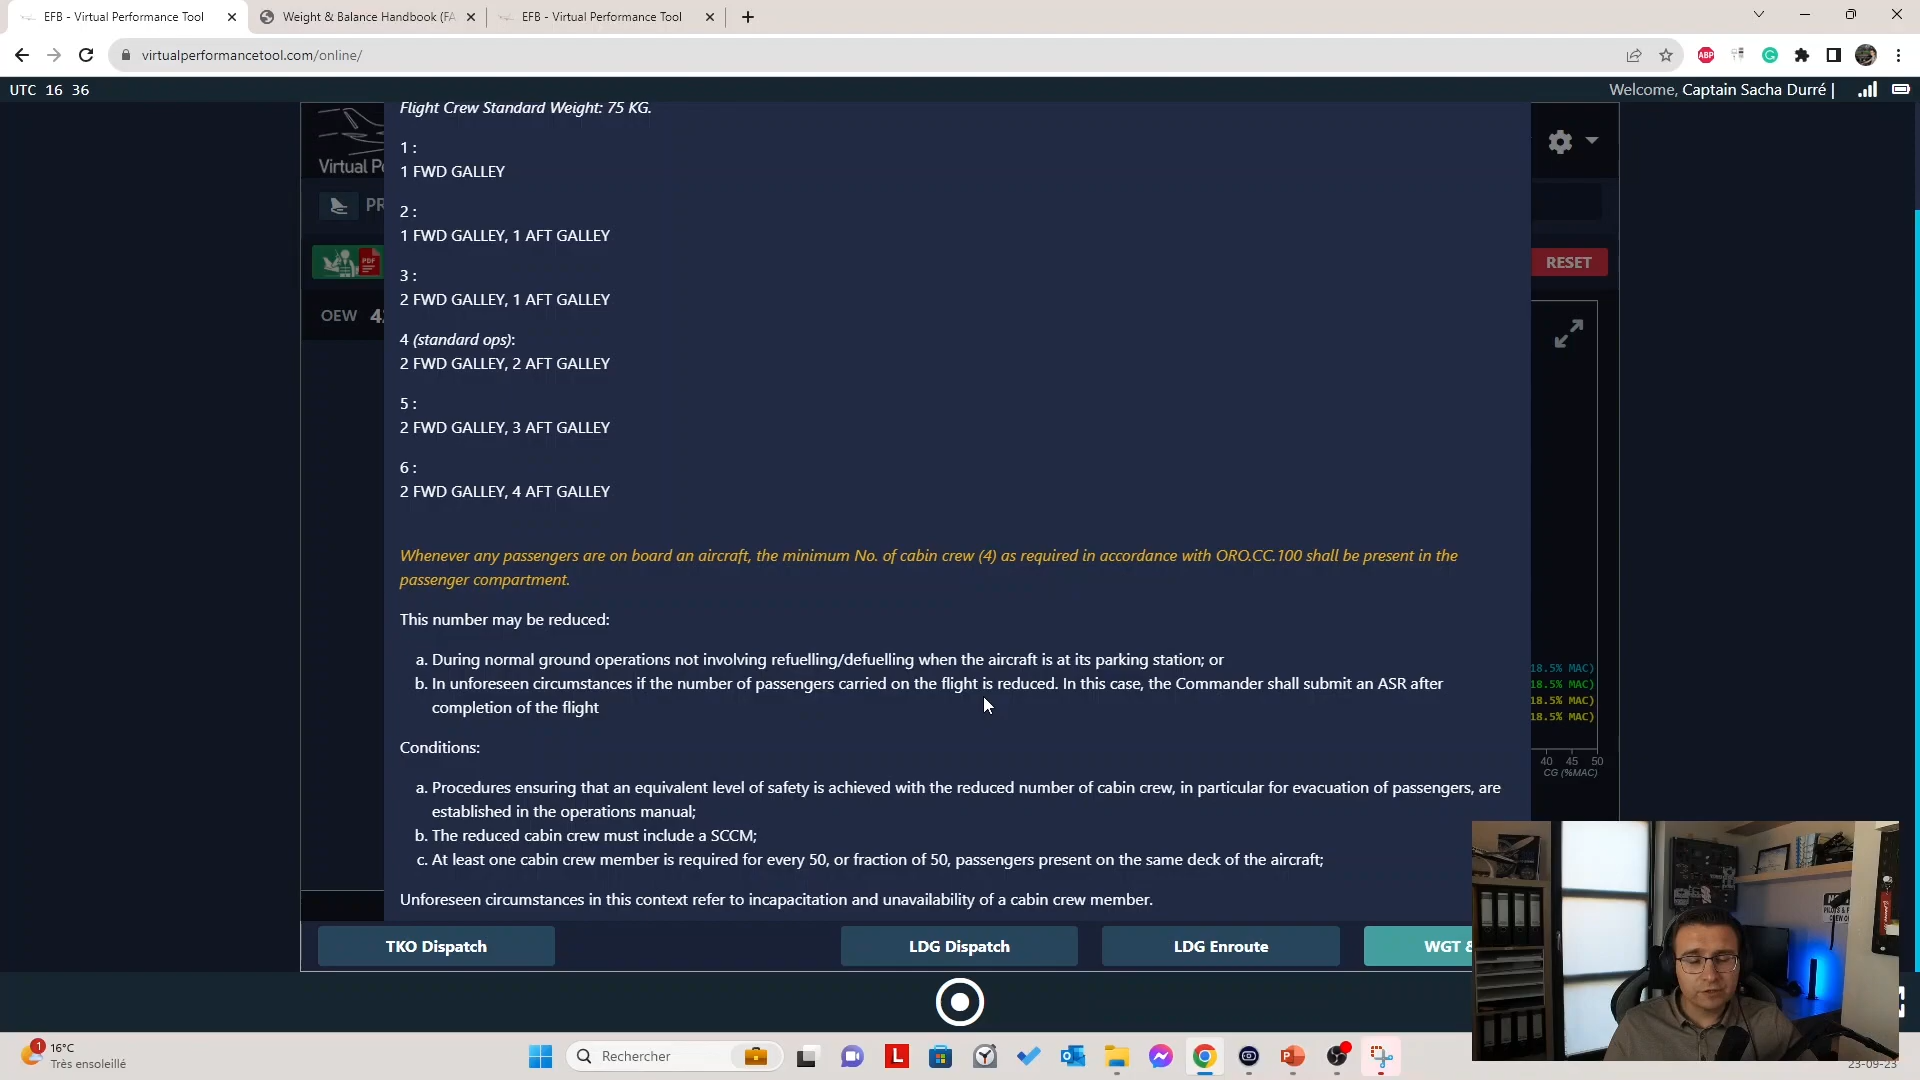 EFB - Virtual Performance Tool
Weight & Balance Handbook (FA
EFB - Virtual Performance Tool
virtualperformancetool.com/online/
ABP
UTC 16 36
Welcome, Captain Sacha Durré |
Flight Crew Standard Weight: 75 KG.
Virtual P
1 :
1 FWD GALLEY
PR
2 :
1 FWD GALLEY, 1 AFT GALLEY
PDF
RESET
3 :
2 FWD GALLEY, 1 AFT GALLEY
OEW 4
4 (standard ops):
2 FWD GALLEY, 2 AFT GALLEY
5 :
2 FWD GALLEY, 3 AFT GALLEY
6 :
2 FWD GALLEY, 4 AFT GALLEY
Whenever any passengers are on board an aircraft, the minimum No. of cabin crew (4) as required in accordance with ORO.CC.100 shall be present in the
passenger compartment.
This number may be reduced:
a. During normal ground operations not involving refuelling/defuelling when the aircraft is at its parking station; or
b. In unforeseen circumstances if the number of passengers carried on the flight is reduced. In this case, the Commander shall submit an ASR after
completion of the flight
18.5% MAC)
18.5% MAC)
18.5% MAC)
18.5% MAC)
40 45 50
CG (%MAC)
Conditions:
a. Procedures ensuring that an equivalent level of safety is achieved with the reduced number of cabin crew, in particular for evacuation of passengers, are
established in the operations manual;
b. The reduced cabin crew must include a SCCM;
c. At least one cabin crew member is required for every 50, or fraction of 50, passengers present on the same deck of the aircraft;
Unforeseen circumstances in this context refer to incapacitation and unavailability of a cabin crew member.
TKO Dispatch
LDG Dispatch
LDG Enroute
WGT &
1
16°C
Très ensoleillé
Rechercher
L
23-09-23